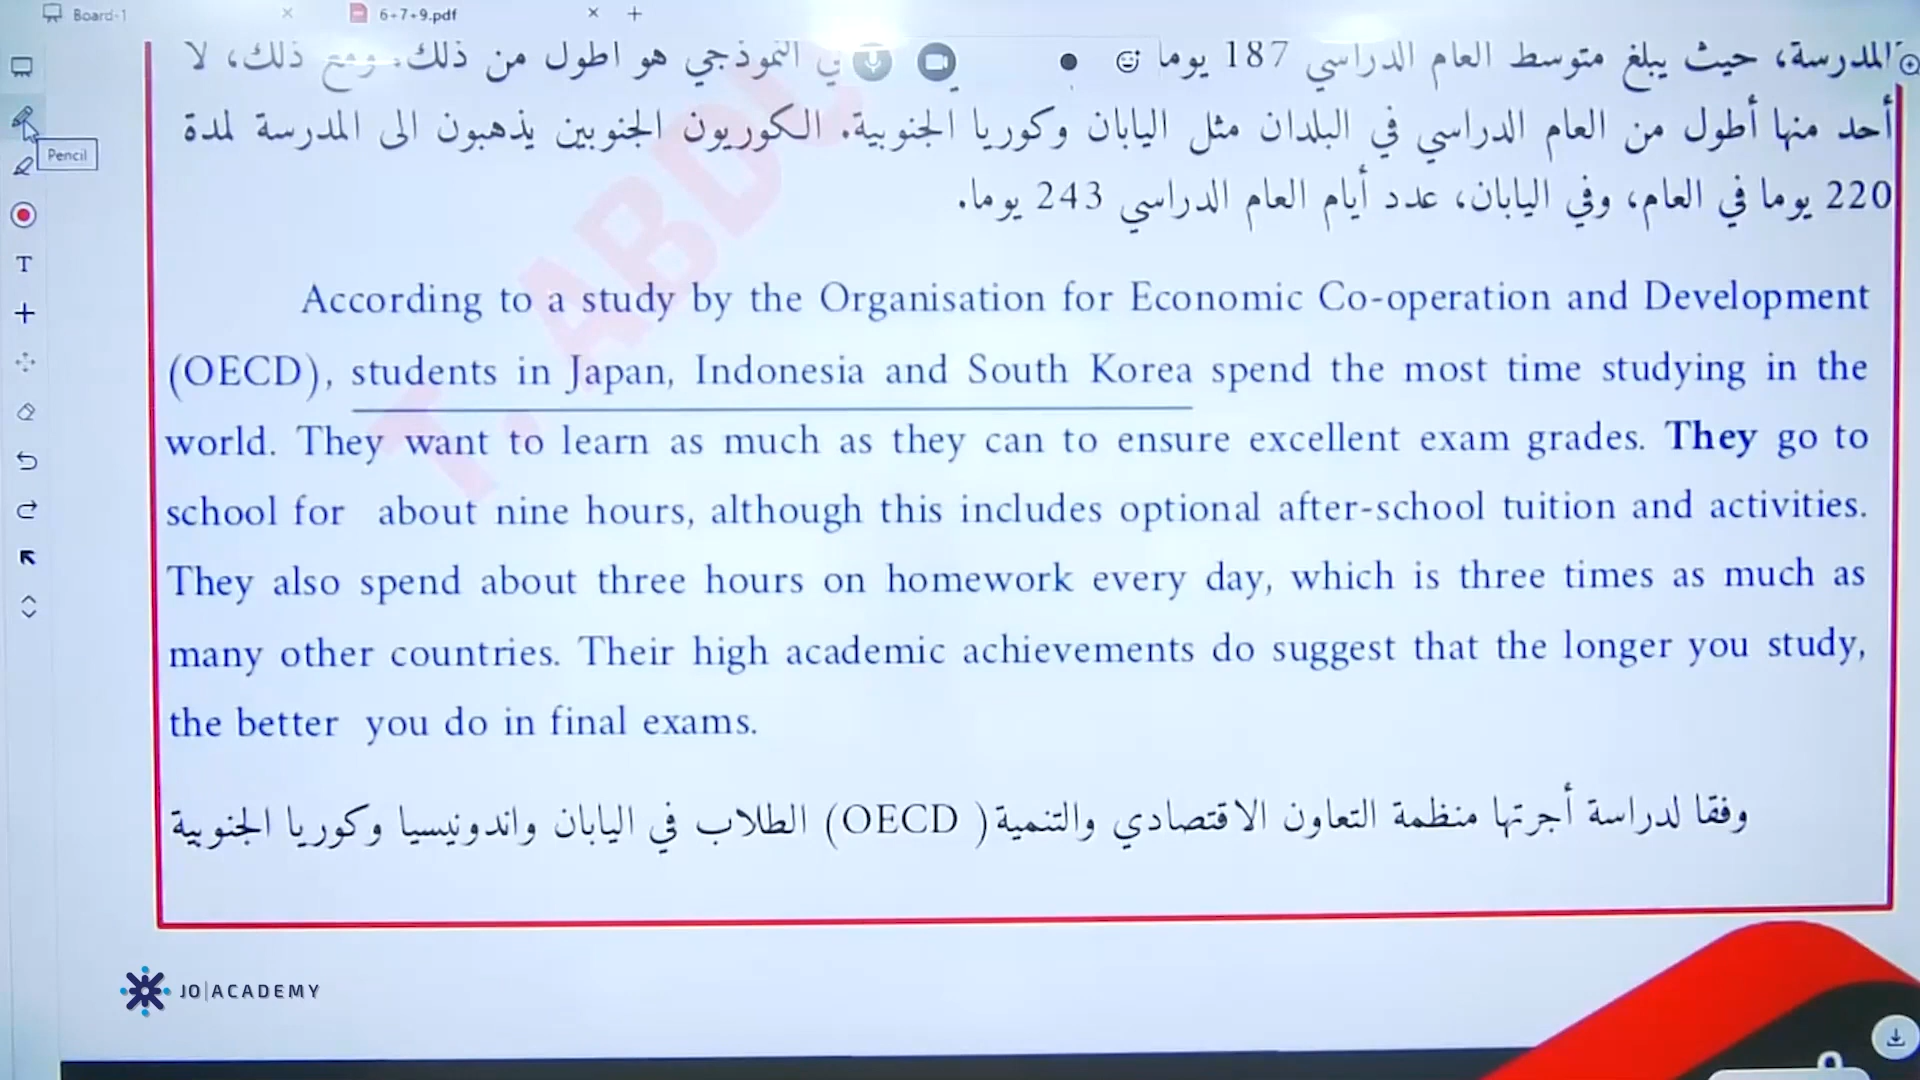 Board-1
6-7-9.pdf
المدرسة، حيث يبلغ متوسط العام الدراسي 187 يوما في النموذجي هو اطول من ذلك. ومع ذلك، لا
أحد منها أطول من العام الدراسي في البلدان مثل اليابان وكوريا الجنوبية. الكوريون الجنوبين يذهبون الى المدرسة لمدة
220 يوما في العام، وفي اليابان، عدد أيام العام الدراسي 243 يوما.
Pencil
T
T. ABDU
According to a study by the Organisation for Economic Co-operation and Development
(OECD), students in Japan, Indonesia and South Korea spend the most time studying in the
world. They want to learn as much as they can to ensure excellent exam grades. They go to
school for about nine hours, although this includes optional after-school tuition and activities.
They also spend about three hours on homework every day, which is three times as much as
many other countries. Their high academic achievements do suggest that the longer you study,
the better you do in final exams.
وفقا لدراسة أجرتها منظمة التعاون الاقتصادي والتنمية( OECD) الطلاب في اليابان واندونيسيا وكوريا الجنوبية
JO|ACADEMY